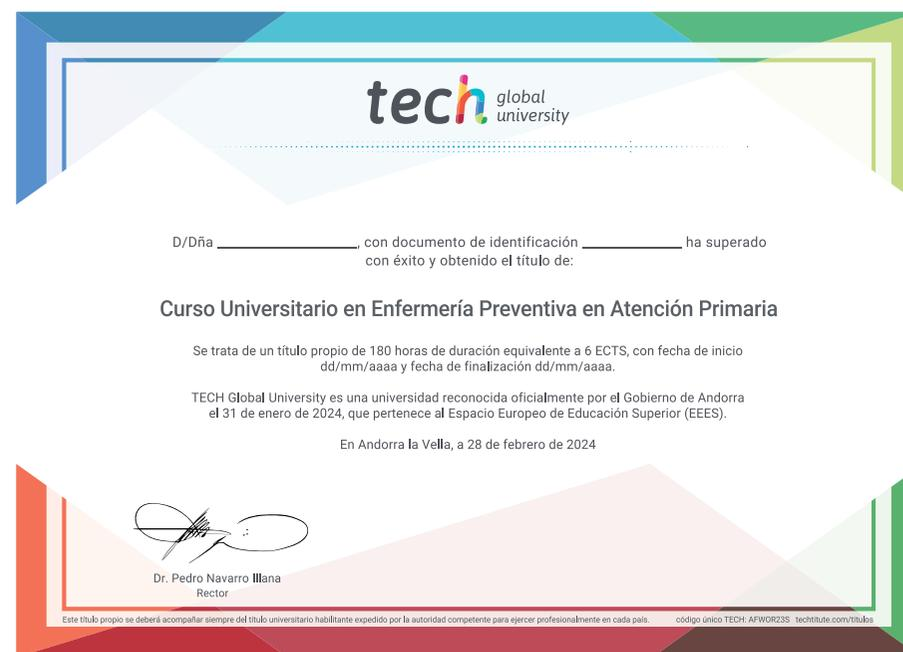 tech global
university
D/Dña ____________, con documento de identificación ____________ ha superado
con éxito y obtenido el título de:
Curso Universitario en Enfermería Preventiva en Atención Primaria
Se trata de un título propio de 180 horas de duración equivalente a 6 ECTS, con fecha de inicio
dd/mm/aaaa y fecha de finalización dd/mm/aaaa.
TECH Global University es una universidad reconocida oficialmente por el Gobierno de Andorra
el 31 de enero de 2024, que pertenece al Espacio Europeo de Educación Superior (EEES).
En Andorra la Vella, a 28 de febrero de 2024
Dr. Pedro Navarro Illana
Rector
Este título propio se deberá acompañar siempre del título universitario habilitante expedido por la autoridad competente para ejercer profesionalmente en cada país. código único TECH: AFWOR23S techtitute.com/titulos